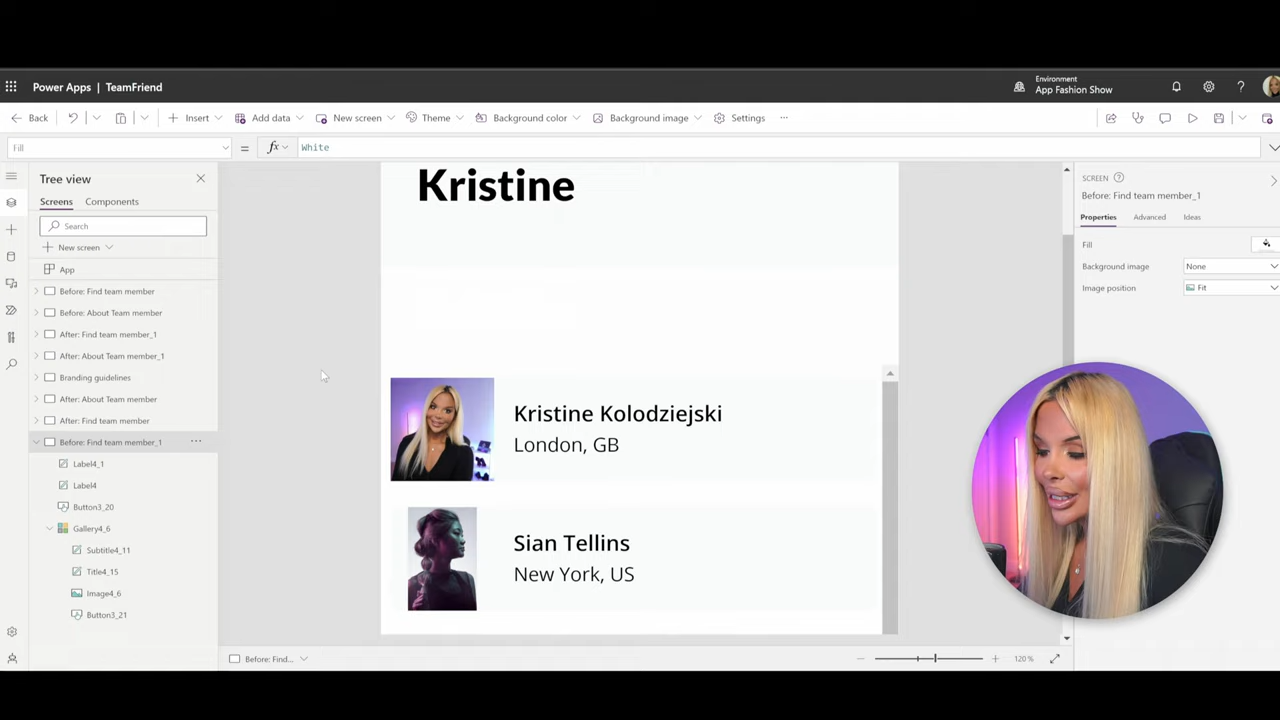 Power Apps | TeamFriend
Environment
App Fashion Show
Back
Insert
Add data
New screen
Theme
Background color
Background image
Settings
Fill
=
fx
White
Tree view
Screens
Components
Search
New screen
App
Before: Find team member
Before: About Team member
After: Find team member_1
After: About Team member_1
Branding guidelines
After: About Team member
After: Find team member
Before: Find team member_1
Label4_1
Label4
Button3_20
Gallery4_6
Subtitle4_11
Title4_15
Image4_6
Button3_21
Kristine
Kristine Kolodziejski
London, GB
Sian Tellins
New York, US
SCREEN
Before: Find team member_1
Properties
Advanced
Ideas
Fill
Background image
None
Image position
Fit
Before: Find...
120 %